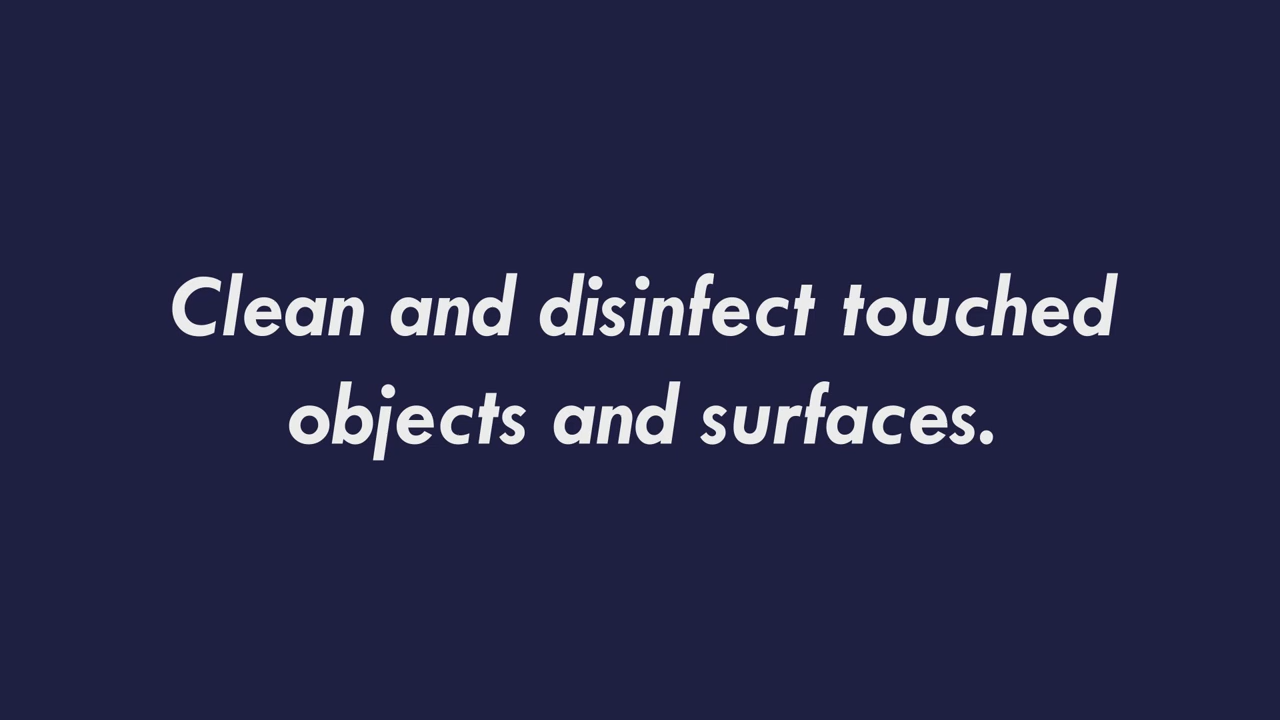 Clean and disinfect touched
objects and surfaces.